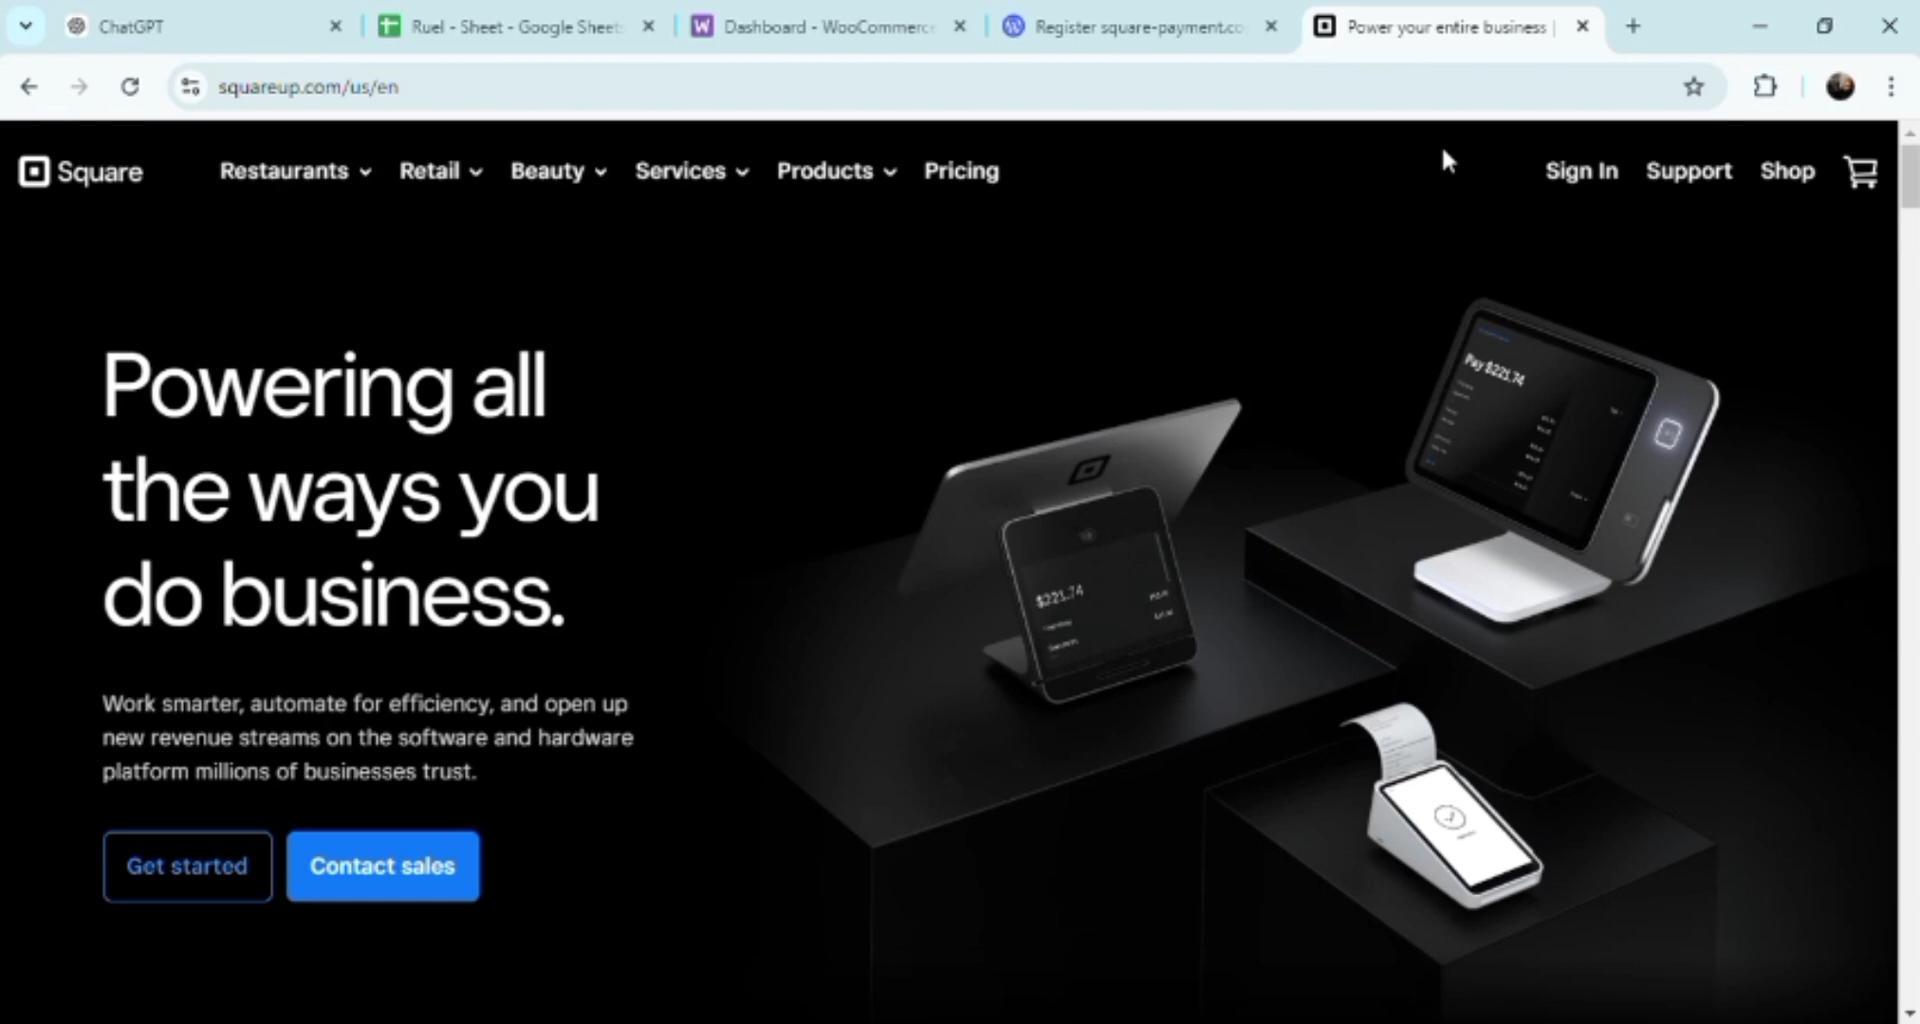 ChatGPT
Ruel - Sheet - Google Sheets
Dashboard - WooCommerce
Register square-payment.co
Power your entire business |
squareup.com/us/en
Square
Restaurants
Retail
Beauty
Services
Products
Pricing
Sign In
Support
Shop
Powering all
the ways you
do business.
Pay $221.74
$221.74
Work smarter, automate for efficiency, and open up
new revenue streams on the software and hardware
platform millions of businesses trust.
Get started
Contact sales